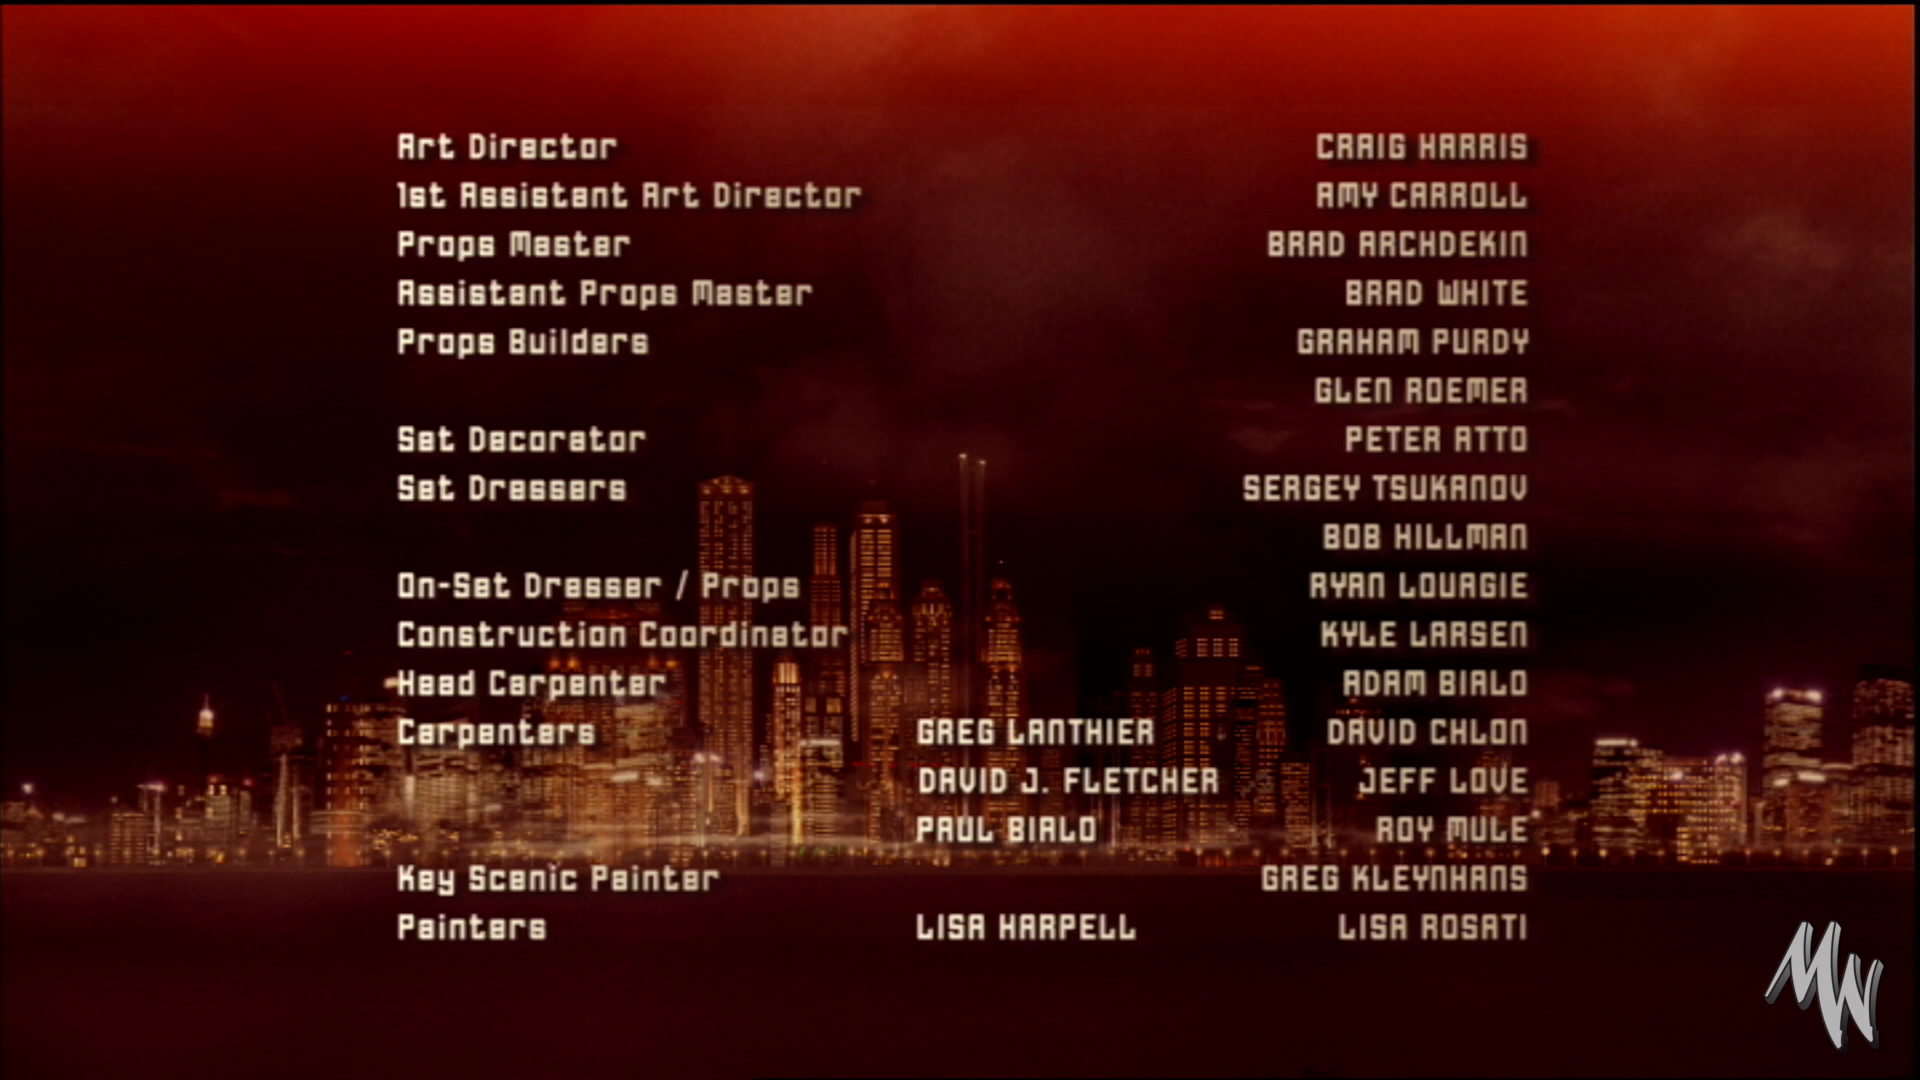 Art Director CRAIG HARRIS
1st Assistant Art Director AMY CARROLL
Props Master BRAD ARCHDEKIN
Assistant Props Master BRAD WHITE
Props Builders GRAHAM PURDY
GLEN ROEMER
Set Decorator PETER ATTO
Set Dressers SERGEY TSUKANOV
BOB HILLMAN
On-Set Dresser / Props RYAN LOUAGIE
Construction Coordinator KYLE LARSEN
Head Carpenter ADAM BIALO
Carpenters GREG LANTHIER DAVID CHLON
DAVID J. FLETCHER JEFF LOVE
PAUL BIALO ROY MULE
Key Scenic Painter GREG KLEYNHANS
Painters LISA HARPELL LISA ROSATI
MW